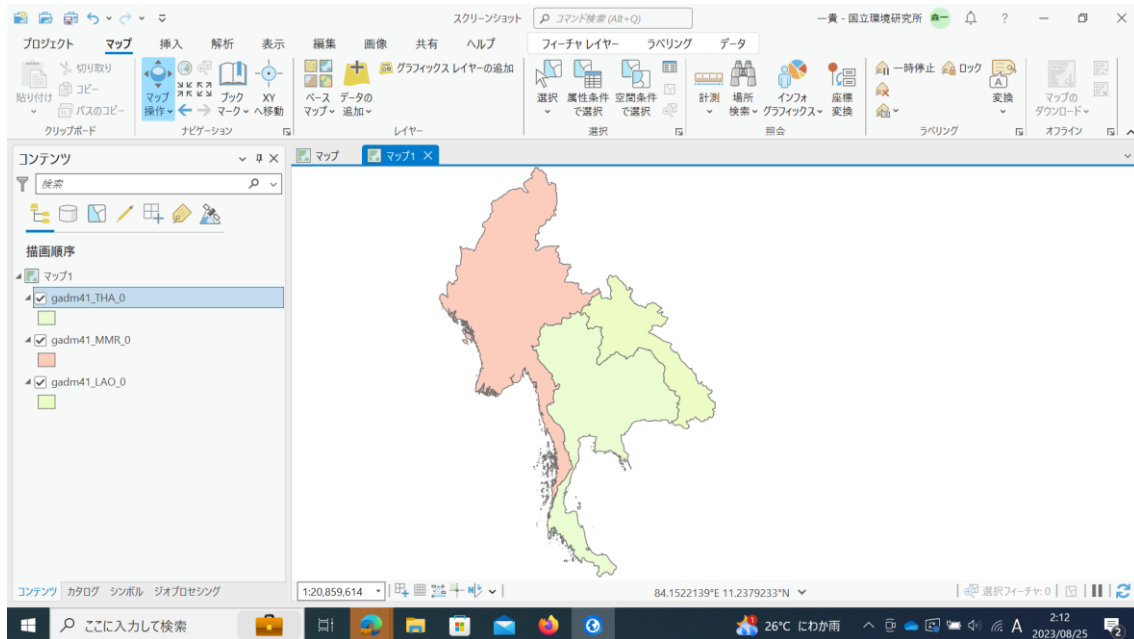 スクリーンショット
コマンド検索 (Alt+Q)
一貴 - 国立環境研究所
森一
プロジェクト マップ 挿入 解析 表示 編集 画像 共有 ヘルプ フィーチャ レイヤー ラベリング データ
切り取り
コピー
パスのコピー
貼り付け
クリップボード
マップ操作
ブックマーク
XYへ移動
ナビゲーション
ベースマップ
データの追加
グラフィックス レイヤーの追加
レイヤー
選択
属性条件で選択
空間条件で選択
選択
計測
場所検索
インフォグラフィックス
座標変換
照会
一時停止
ロック
変換
ラベリング
マップのダウンロード
オフライン
コンテンツ
検索
描画順序
マップ1
gadm41_THA_0
gadm41_MMR_0
gadm41_LAO_0
マップ マップ1
コンテンツ カタログ シンボル ジオプロセシング
1:20,859,614
84.1522139°E 11.2379233°N
選択フィーチャ: 0
ここに入力して検索
26°C にわか雨
A
2:12
2023/08/25
2